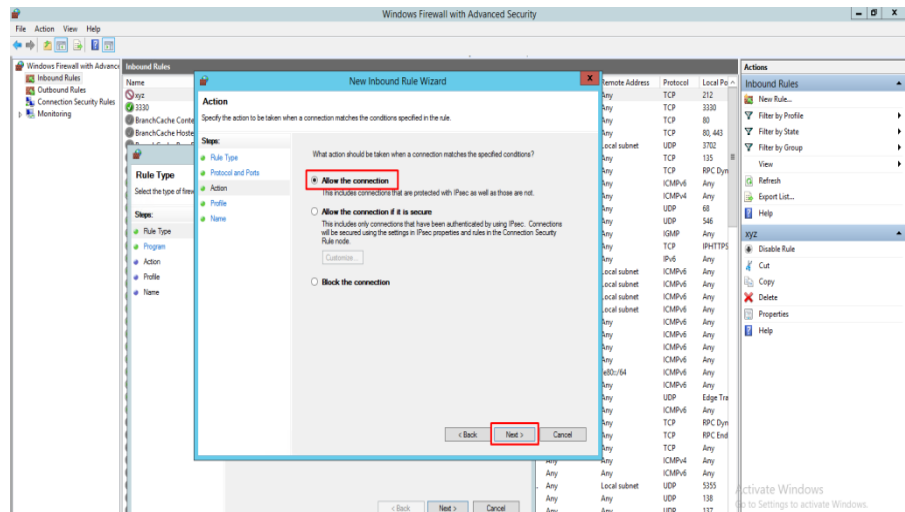 Windows Firewall with Advanced Security
File Action View Help
Windows Firewall with Advance
Inbound Rules
Outbound Rules
Connection Security Rules
Monitoring
Inbound Rules
Name
xyz
3330
BranchCache Conte
BranchCache Hoste
Rule Type
Select the type of firew
Steps:
Rule Type
Program
Action
Profile
Name
< Back Next > Cancel
New Inbound Rule Wizard
Action
Specify the action to be taken when a connection matches the conditions specified in the rule.
Steps:
Rule Type
Protocol and Ports
Action
Profile
Name
What action should be taken when a connection matches the specified conditions?
Allow the connection
This includes connections that are protected with IPsec as well as those are not.
Allow the connection if it is secure
This includes only connections that have been authenticated by using IPsec. Connections
will be secured using the settings in IPsec properties and rules in the Connection Security
Rule node.
Customize...
Block the connection
< Back Next > Cancel
Remote Address Protocol Local Po
Any TCP 212
Any TCP 3330
Any TCP 80
Any TCP 80, 443
Local subnet UDP 3702
Any TCP 135
Any TCP RPC Dyn
Any ICMPv6 Any
Any ICMPv4 Any
Any UDP 68
Any UDP 546
Any IGMP Any
Any TCP IPHTTPS
Any IPv6 Any
Local subnet ICMPv6 Any
Local subnet ICMPv6 Any
Local subnet ICMPv6 Any
Local subnet ICMPv6 Any
Any ICMPv6 Any
Any ICMPv6 Any
Any ICMPv6 Any
Any ICMPv6 Any
fe80::/64 ICMPv6 Any
Any ICMPv6 Any
Any UDP Edge Tra
Any ICMPv6 Any
Any TCP RPC Dyn
Any TCP RPC End
Any TCP Any
Any Any ICMPv4 Any
Any Any ICMPv6 Any
Any Local subnet UDP 5355
Any Any UDP 138
Any Any UDP 137
Actions
Inbound Rules
New Rule...
Filter by Profile
Filter by State
Filter by Group
View
Refresh
Export List...
Help
xyz
Disable Rule
Cut
Copy
Delete
Properties
Help
Activate Windows
Go to Settings to activate Windows.